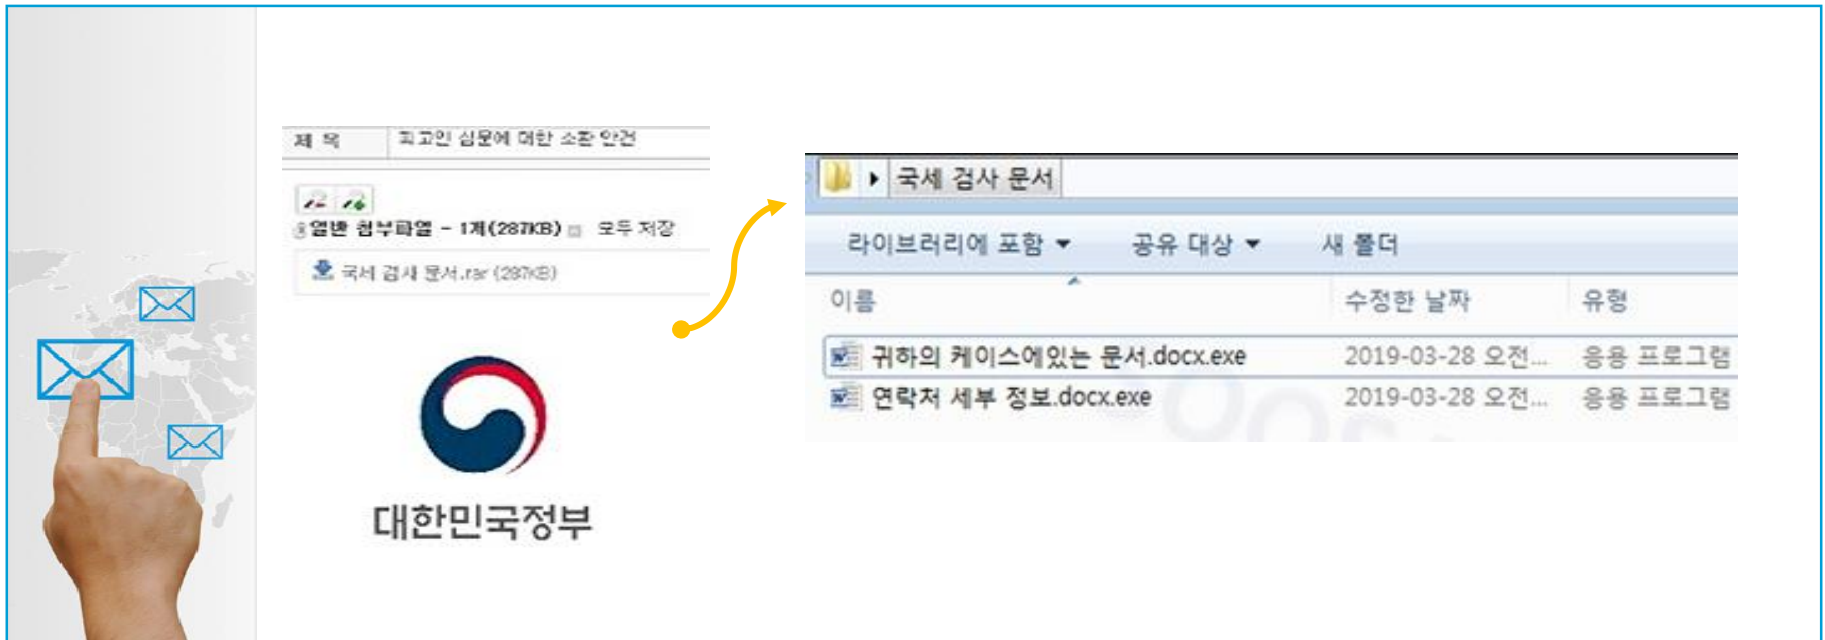 제 목 피고인 심문에 대한 소환 안건
일반 첨부파일 - 1개(287KB) 모두 저장
국세 검사 문서.rar (287KB)
대한민국정부
국세 검사 문서
라이브러리에 포함 공유 대상 새 폴더
이름 수정한 날짜 유형
귀하의 케이스에있는 문서.docx.exe 2019-03-28 오전... 응용 프로그램
연락처 세부 정보.docx.exe 2019-03-28 오전... 응용 프로그램